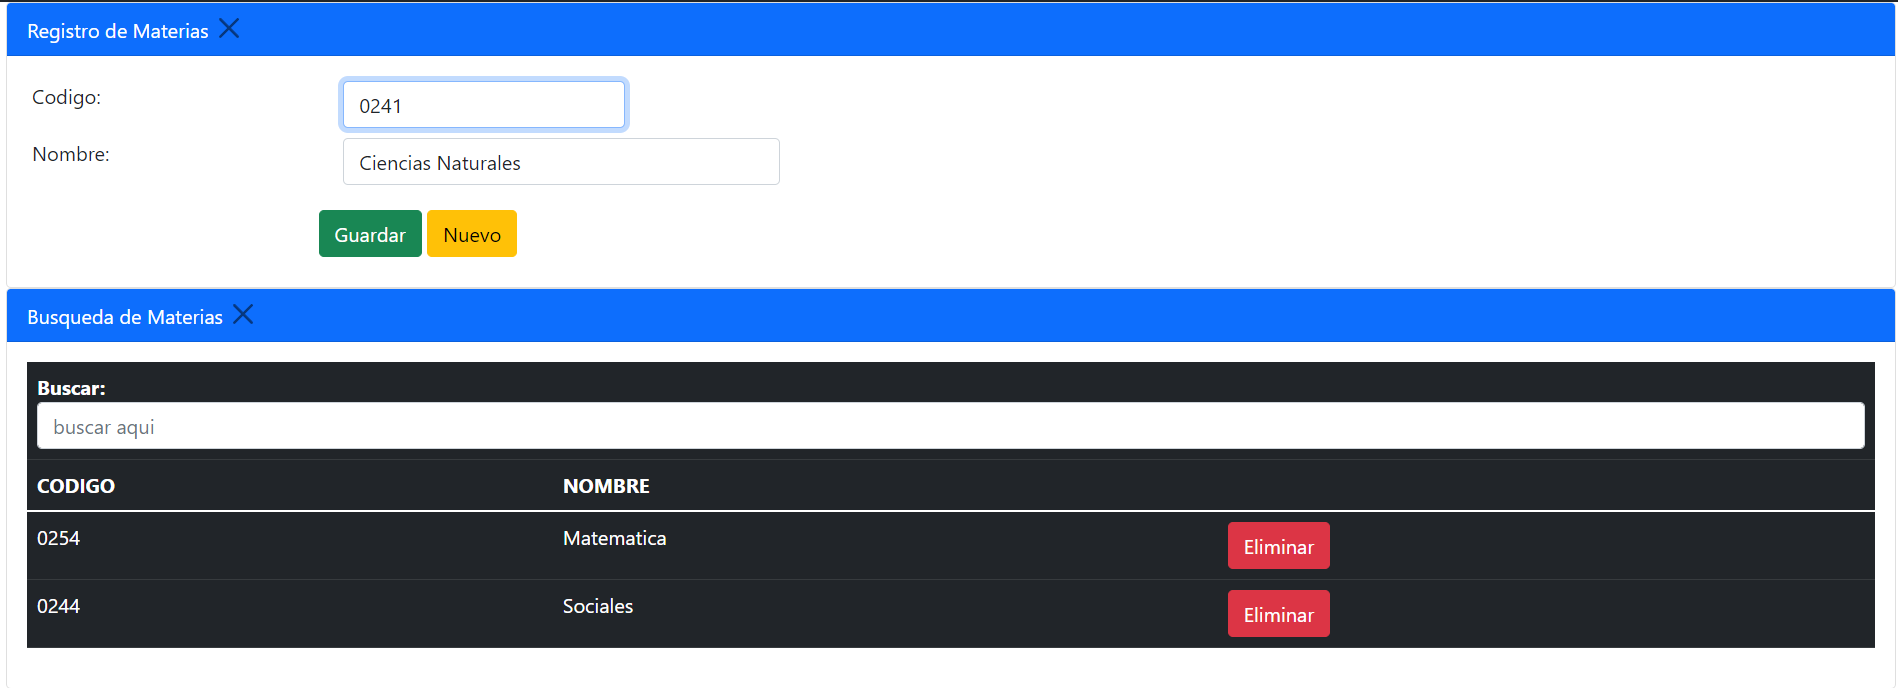 Registro de Materias
Codigo: 0241
Nombre: Ciencias Naturales
Guardar Nuevo
Busqueda de Materias
Buscar:
buscar aqui
CODIGO NOMBRE
0254 Matematica Eliminar
0244 Sociales Eliminar